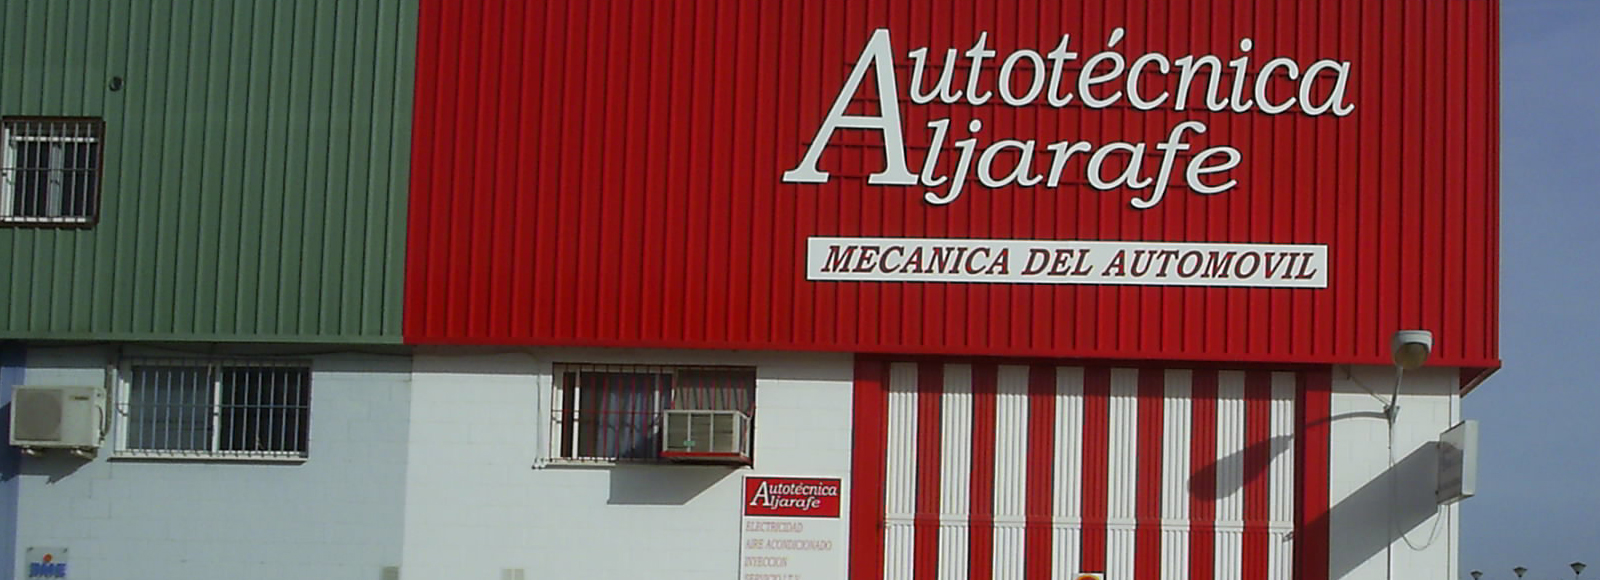 Autotécnica
Aljarafe
MECANICA DEL AUTOMOVIL
Autotécnica
Aljarafe
ELECTRICIDAD
AIRE ACONDICIONADO
INYECCION